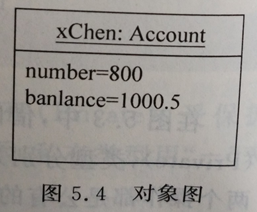 xChen: Account
number=800
banlance=1000.5
图 5.4 对象图